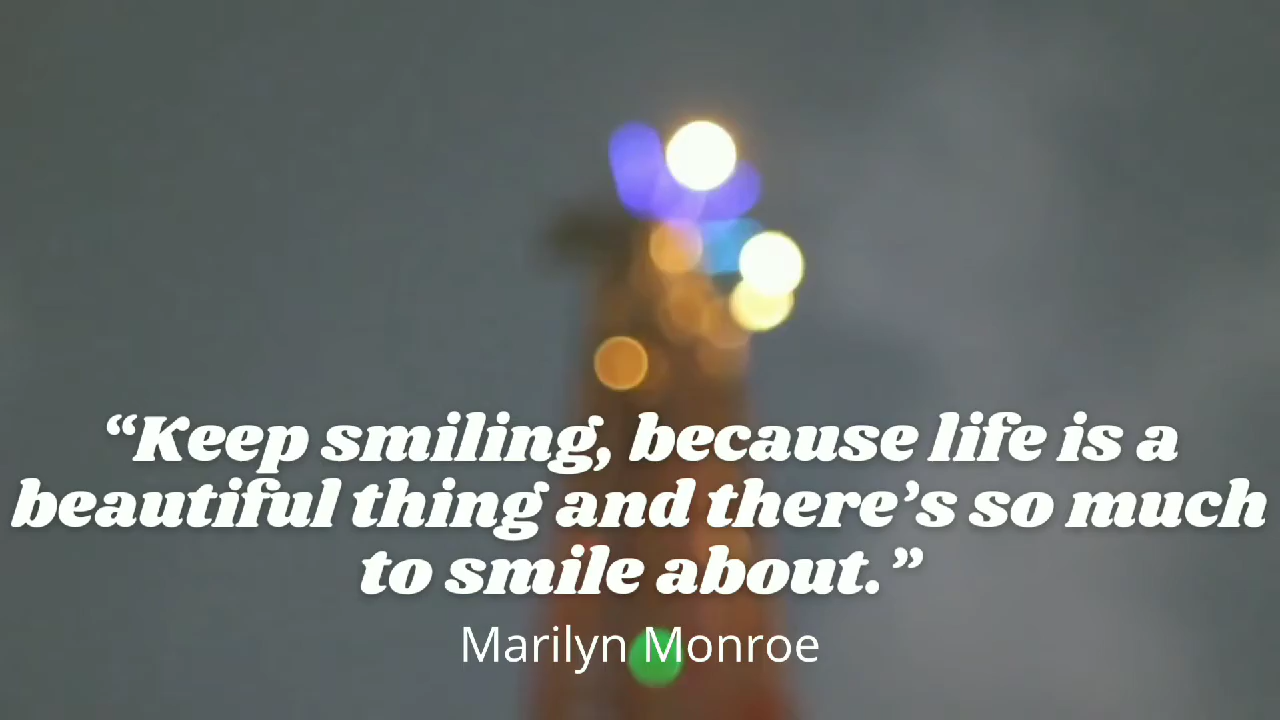 “Keep smiling, because life is a
beautiful thing and there’s so much
to smile about.”
Marilyn Monroe